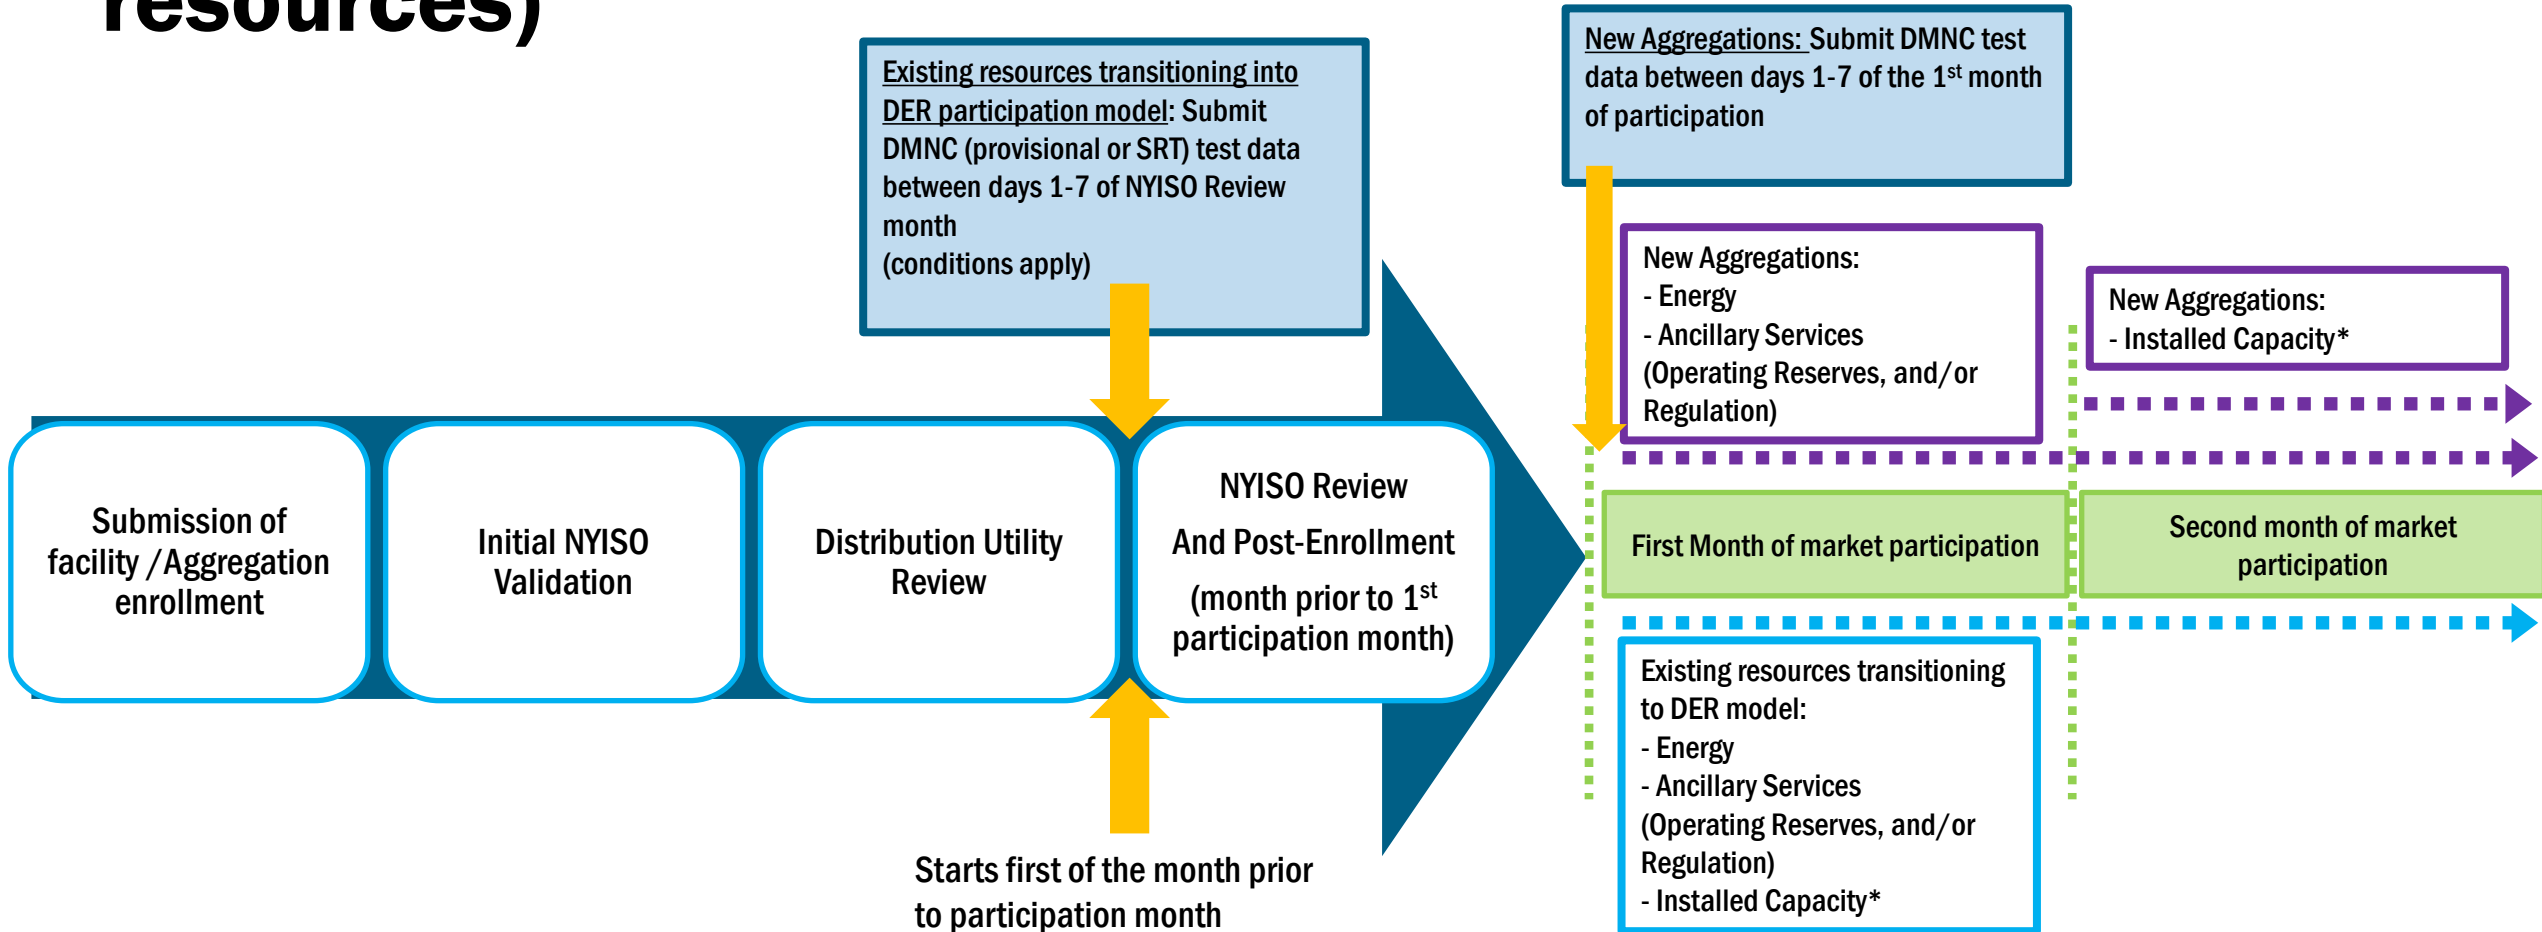 resources)
Existing resources transitioning into
DER participation model: Submit
DMNC (provisional or SRT) test data
between days 1-7 of NYISO Review
month
(conditions apply)
New Aggregations: Submit DMNC test
data between days 1-7 of the 1st month
of participation
New Aggregations:
- Energy
- Ancillary Services
(Operating Reserves, and/or
Regulation)
New Aggregations:
- Installed Capacity*
Submission of
facility /Aggregation
enrollment
Initial NYISO
Validation
Distribution Utility
Review
NYISO Review
And Post-Enrollment
(month prior to 1st
participation month)
First Month of market participation
Second month of market
participation
Starts first of the month prior
to participation month
Existing resources transitioning
to DER model:
- Energy
- Ancillary Services
(Operating Reserves, and/or
Regulation)
- Installed Capacity*